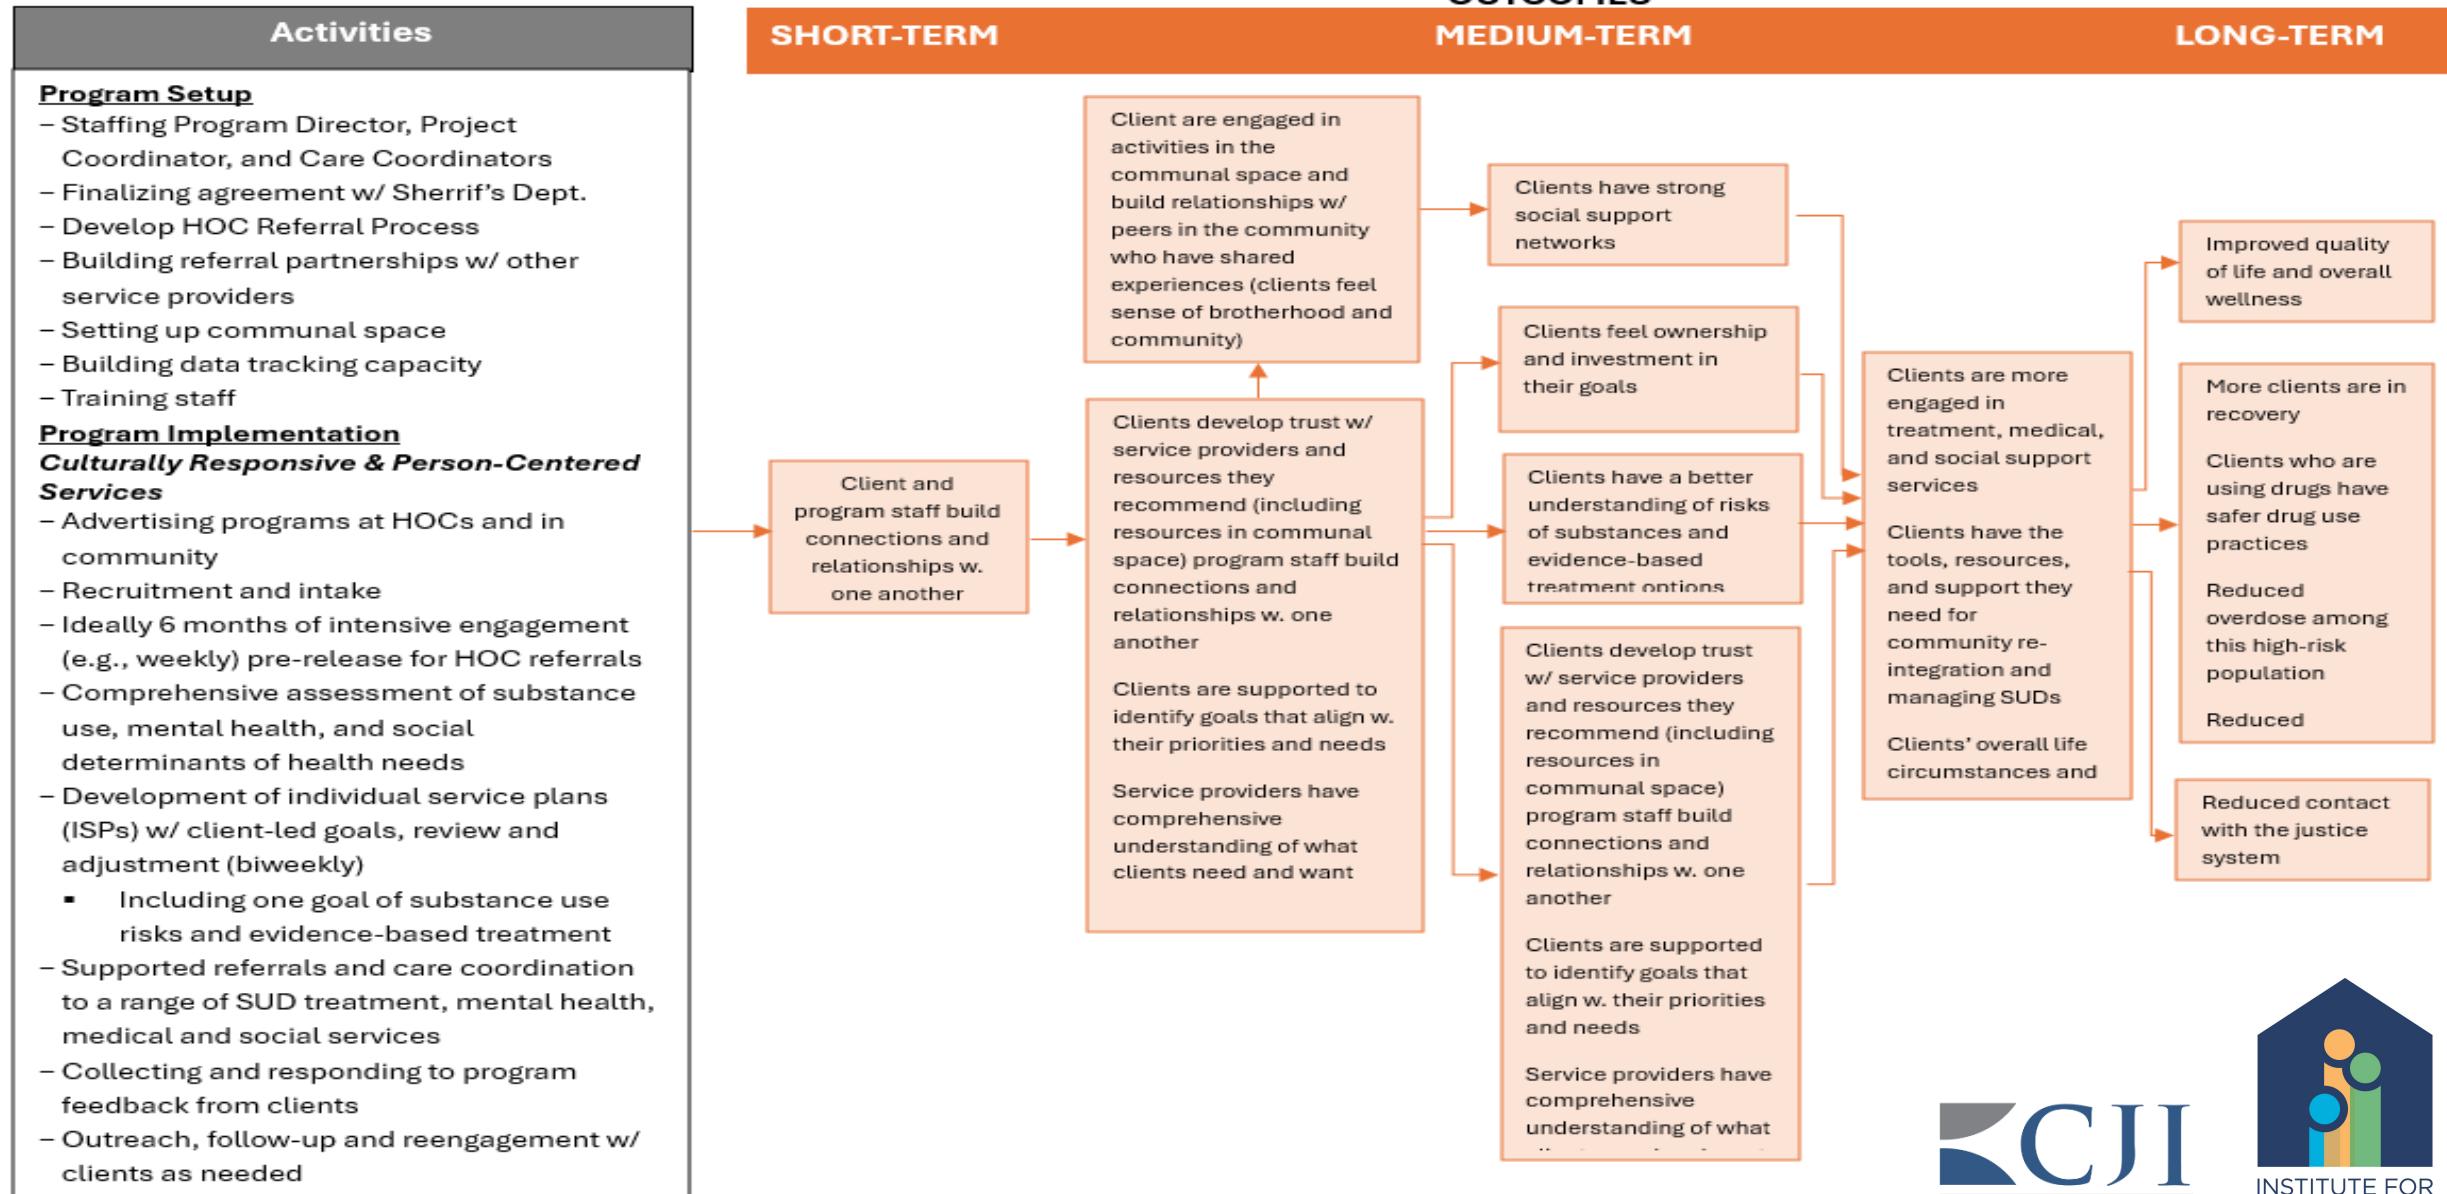 OUTCOMES
Activities
SHORT-TERM
MEDIUM-TERM
LONG-TERM
Program Setup
– Staffing Program Director, Project
Coordinator, and Care Coordinators
– Finalizing agreement w/ Sherrif’s Dept.
– Develop HOC Referral Process
– Building referral partnerships w/ other
service providers
– Setting up communal space
– Building data tracking capacity
– Training staff
Program Implementation
Culturally Responsive & Person-Centered
Services
– Advertising programs at HOCs and in
community
– Recruitment and intake
– Ideally 6 months of intensive engagement
(e.g., weekly) pre-release for HOC referrals
– Comprehensive assessment of substance
use, mental health, and social
determinants of health needs
– Development of individual service plans
(ISPs) w/ client-led goals, review and
adjustment (biweekly)
▪ Including one goal of substance use
risks and evidence-based treatment
– Supported referrals and care coordination
to a range of SUD treatment, mental health,
medical and social services
– Collecting and responding to program
feedback from clients
– Outreach, follow-up and reengagement w/
clients as needed
Client and
program staff build
connections and
relationships w.
one another
Client are engaged in
activities in the
communal space and
build relationships w/
peers in the community
who have shared
experiences (clients feel
sense of brotherhood and
community)
Clients develop trust w/
service providers and
resources they
recommend (including
resources in communal
space) program staff build
connections and
relationships w. one
another
Clients are supported to
identify goals that align w.
their priorities and needs
Service providers have
comprehensive
understanding of what
clients need and want
Clients have strong
social support
networks
Clients feel ownership
and investment in
their goals
Clients have a better
understanding of risks
of substances and
evidence-based
treatment options
Clients develop trust
w/ service providers
and resources they
recommend (including
resources in
communal space)
program staff build
connections and
relationships w. one
another
Clients are supported
to identify goals that
align w. their priorities
and needs
Service providers have
comprehensive
understanding of what
Clients are more
engaged in
treatment, medical,
and social support
services
Clients have the
tools, resources,
and support they
need for
community re-
integration and
managing SUDs
Clients’ overall life
circumstances and
Improved quality
of life and overall
wellness
More clients are in
recovery
Clients who are
using drugs have
safer drug use
practices
Reduced
overdose among
this high-risk
population
Reduced
Reduced contact
with the justice
system
CJI
INSTITUTE FOR